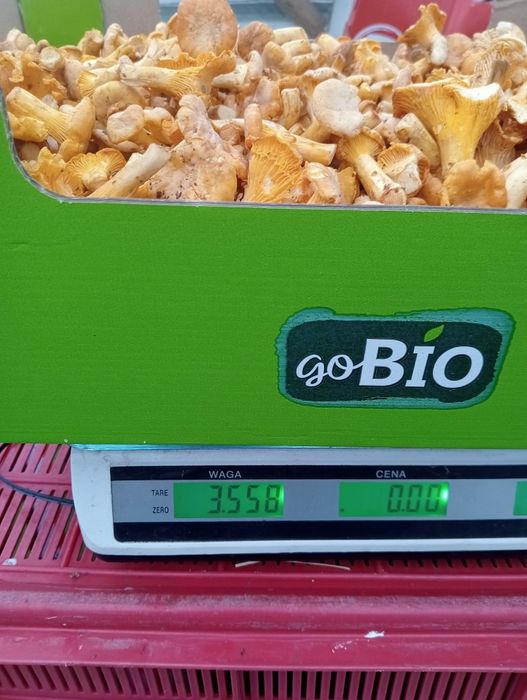 goBIO
WAGA CENA
TARE
ZERO
3.558 0.00